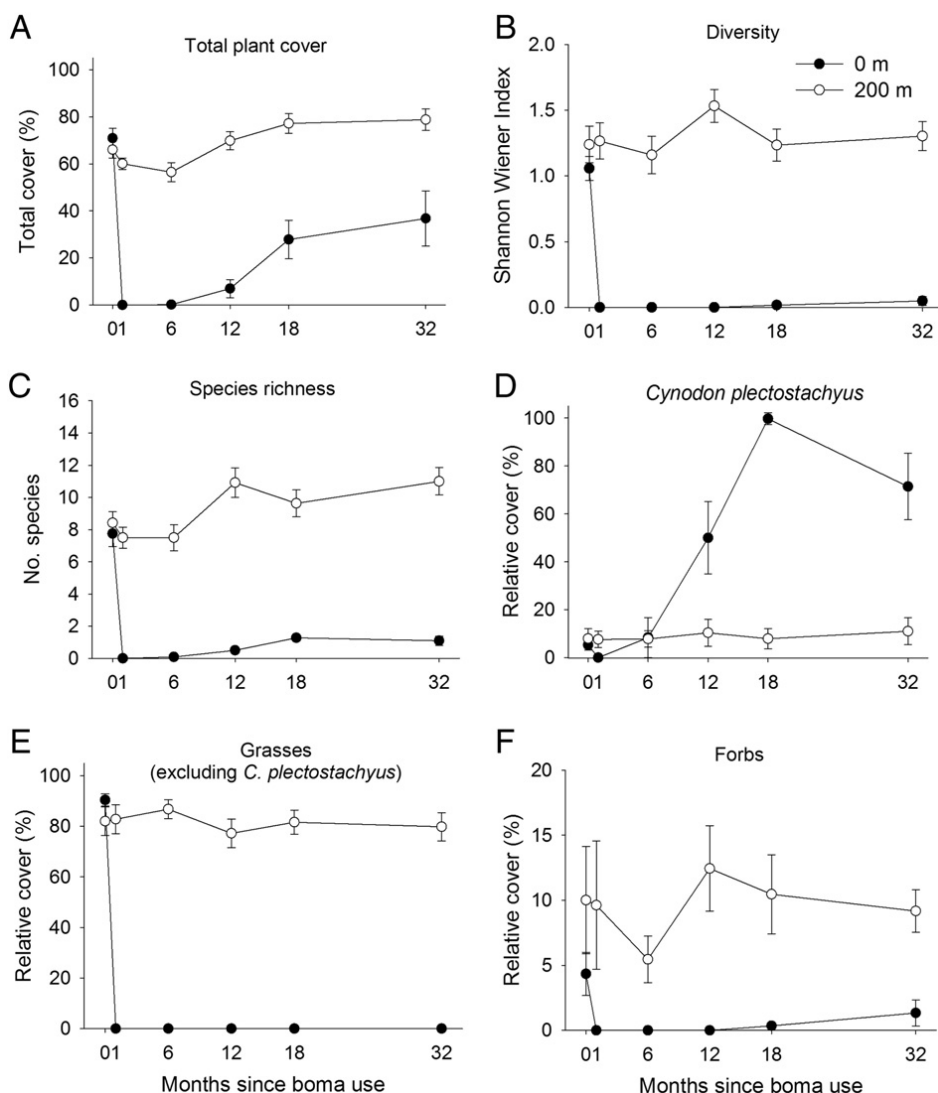 A
Total plant cover
Total cover (%)
100
80
60
40
20
0
01 6 12 18 32
B
Diversity
Shannon Wiener Index
2.0
1.5
1.0
0.5
0.0
0 m
200 m
01 6 12 18 32
C
Species richness
No. species
16
14
12
10
8
6
4
2
0
01 6 12 18 32
D
Cynodon plectostachyus
Relative cover (%)
100
80
60
40
20
0
01 6 12 18 32
E
Grasses
(excluding C. plectostachyus)
Relative cover (%)
100
80
60
40
20
0
01 6 12 18 32
Months since boma use
F
Forbs
Relative cover (%)
20
15
10
5
0
01 6 12 18 32
Months since boma use